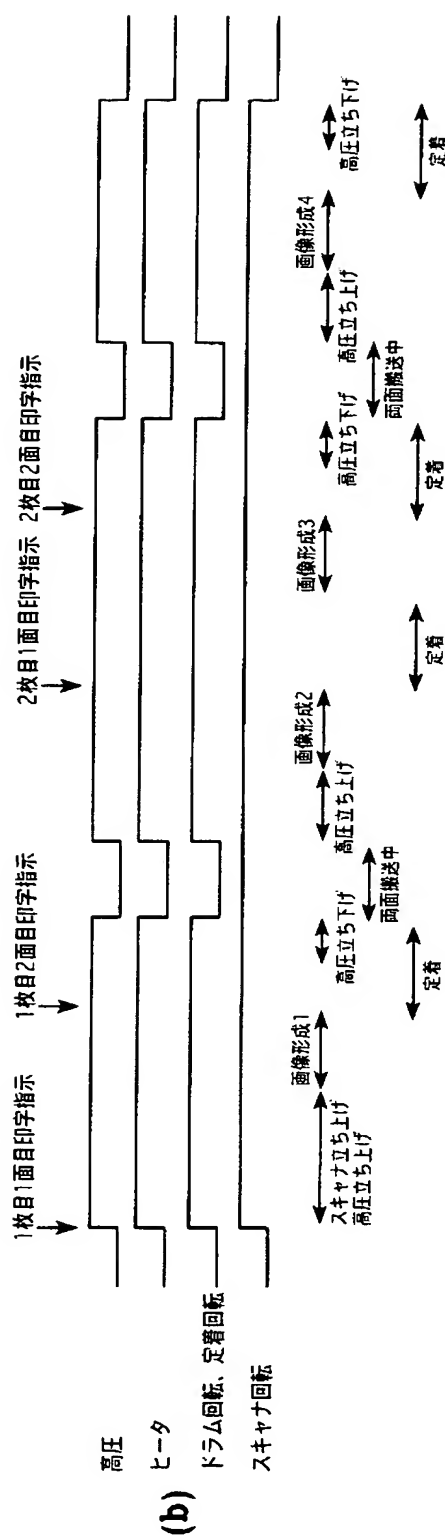 (b)
1枚目1面目印字指示
1枚目2面目印字指示
2枚目1面目印字指示
2枚目2面目印字指示
高圧
ヒータ
ドラム回転、定着回転
スキャナ回転
スキャナ立ち上げ
高圧立ち上げ
画像形成1
高圧立ち下げ
高圧立ち上げ
画像形成2
画像形成3
高圧立ち下げ
高圧立ち上げ
画像形成4
高圧立ち下げ
両面搬送中
両面搬送中
定着
定着
定着
定着